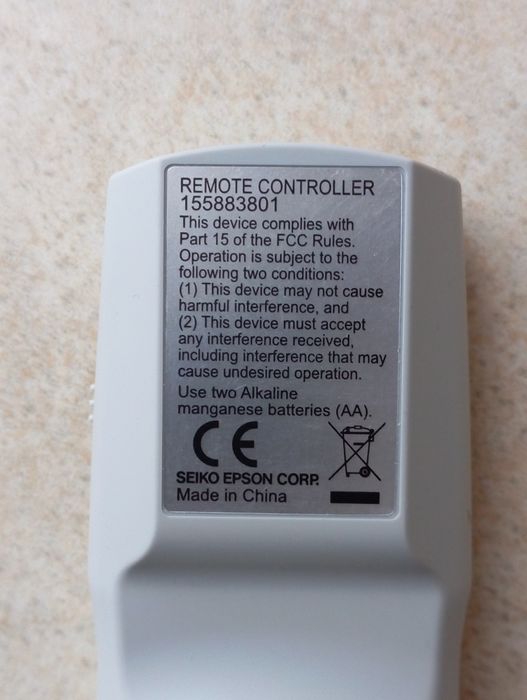 REMOTE CONTROLLER
155883801
This device complies with
Part 15 of the FCC Rules.
Operation is subject to the
following two conditions:
(1) This device may not cause
harmful interference, and
(2) This device must accept
any interference received,
including interference that may
cause undesired operation.
Use two Alkaline
manganese batteries (AA).
CE
SEIKO EPSON CORP.
Made in China